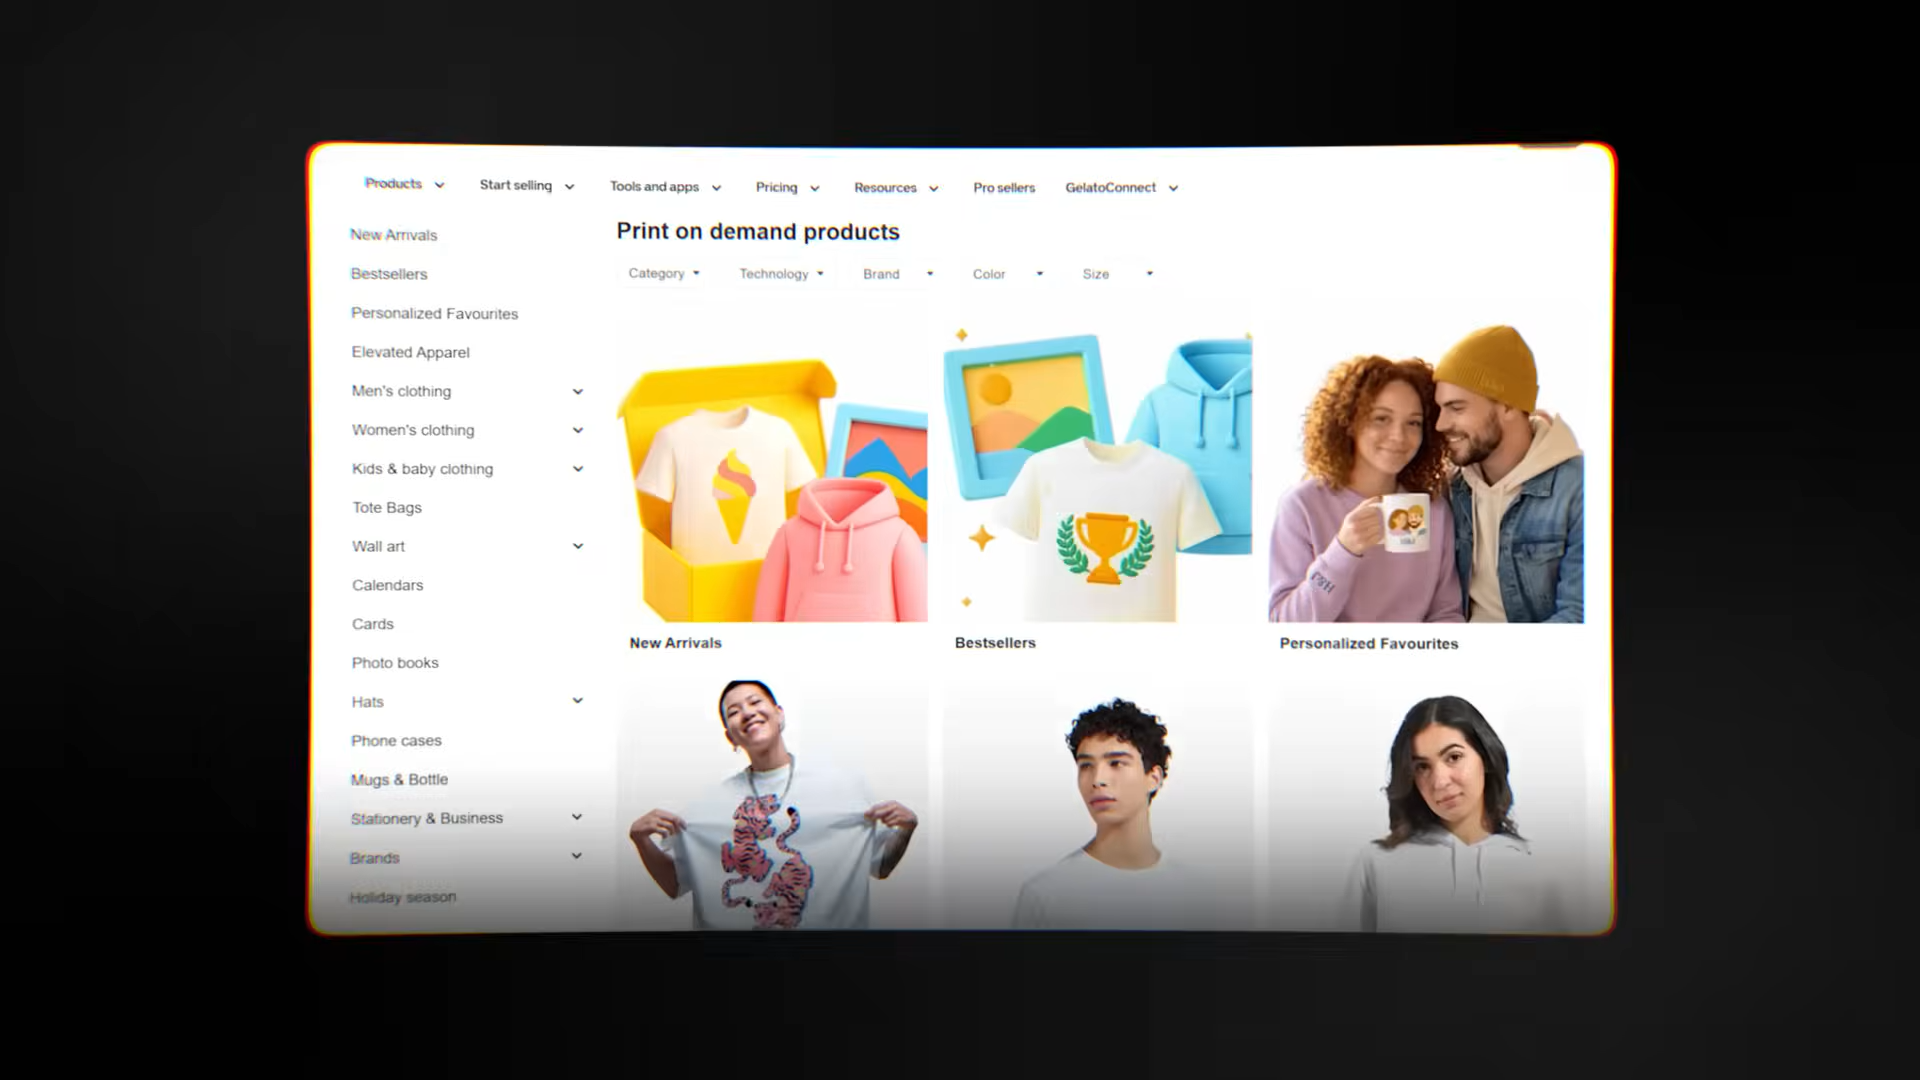 Products
Start selling
Tools and apps
Pricing
Resources
Pro sellers
GelatoConnect
New Arrivals
Bestsellers
Personalized Favourites
Elevated Apparel
Men's clothing
Women's clothing
Kids & baby clothing
Tote Bags
Wall art
Calendars
Cards
Photo books
Hats
Phone cases
Mugs & Bottle
Stationery & Business
Brands
Holiday season
Print on demand products
Category
Technology
Brand
Color
Size
New Arrivals
Bestsellers
Personalized Favourites